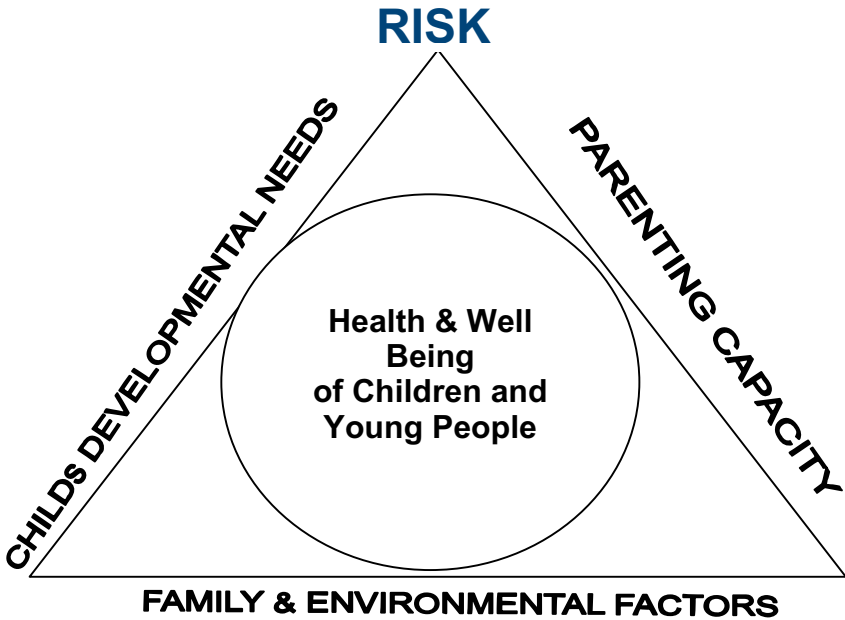 RISK
CHILDs DEVELOPMENTAL NEEDS
PARENTING CAPACITY
Health & Well
Being
of Children and
Young People
FAMILY & ENVIRONMENTAL FACTORS